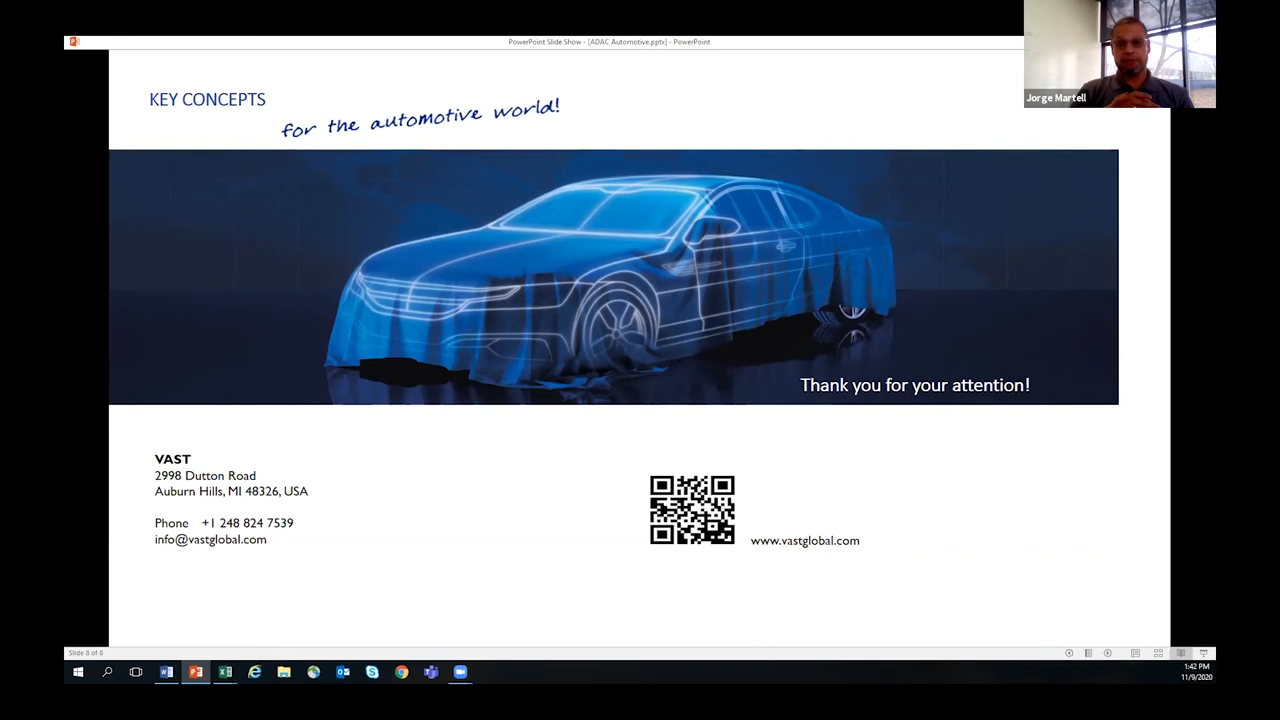 PowerPoint Slide Show - [ADAC Automotive.pptx] - PowerPoint
Jorge Martell
KEY CONCEPTS
for the automotive world!
Thank you for your attention!
VAST
2998 Dutton Road
Auburn Hills, MI 48326, USA
Phone +1 248 824 7539
info@vastglobal.com
www.vastglobal.com
Slide 8 of 8
1:42 PM
11/9/2020